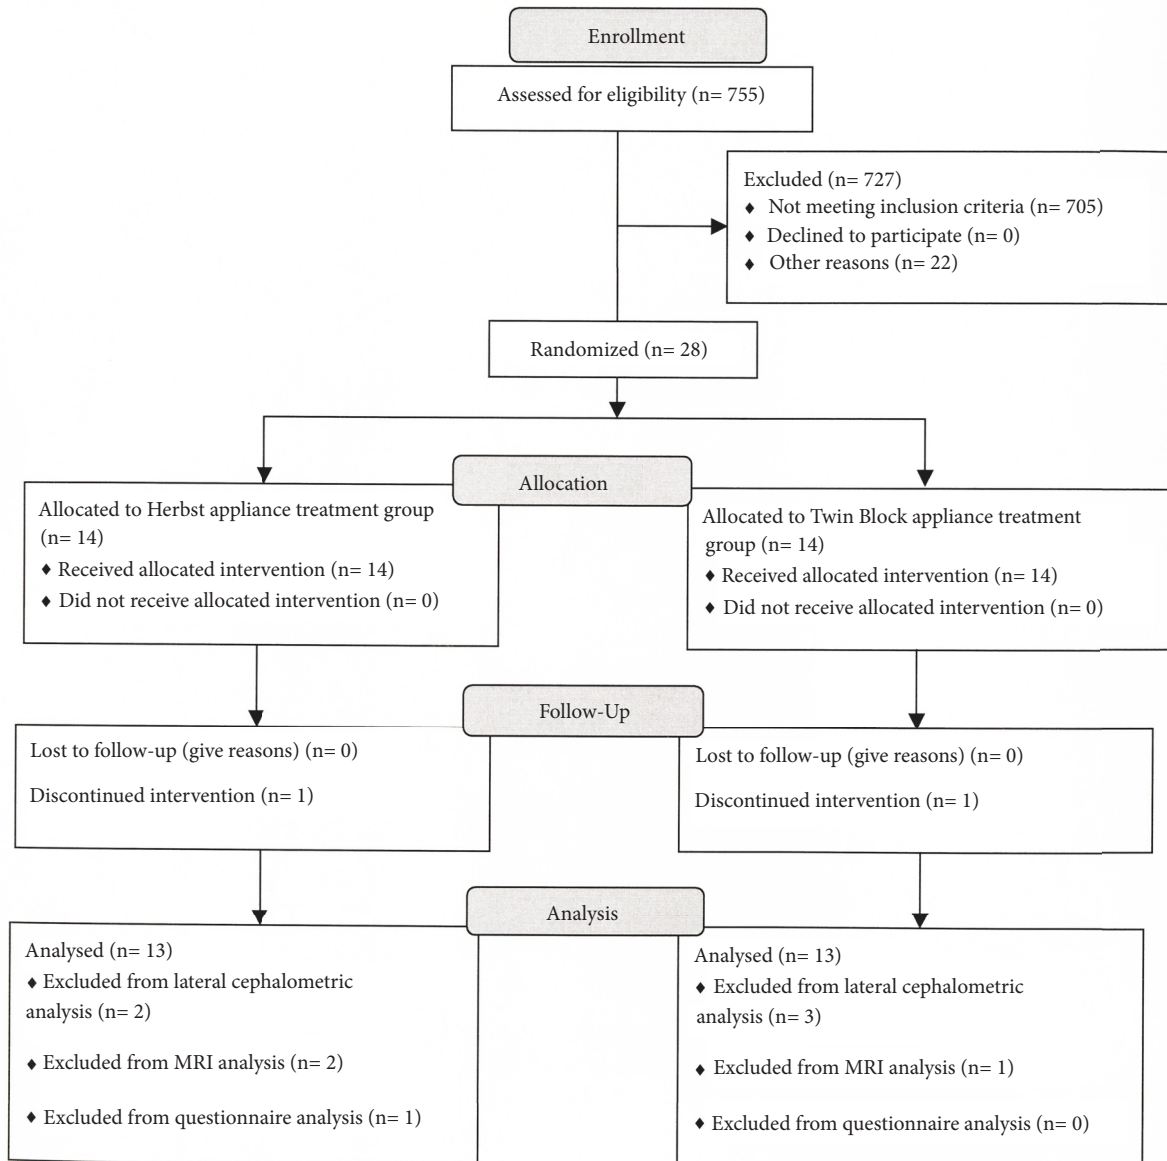 Enrollment
Assessed for eligibility (n= 755)
Excluded (n= 727)
♦ Not meeting inclusion criteria (n= 705)
♦ Declined to participate (n= 0)
♦ Other reasons (n= 22)
Randomized (n= 28)
Allocation
Allocated to Herbst appliance treatment group
(n= 14)
♦ Received allocated intervention (n= 14)
♦ Did not receive allocated intervention (n= 0)
Allocated to Twin Block appliance treatment
group (n= 14)
♦ Received allocated intervention (n= 14)
♦ Did not receive allocated intervention (n= 0)
Follow-Up
Lost to follow-up (give reasons) (n= 0)
Discontinued intervention (n= 1)
Lost to follow-up (give reasons) (n= 0)
Discontinued intervention (n= 1)
Analysis
Analysed (n= 13)
♦ Excluded from lateral cephalometric
analysis (n= 2)
♦ Excluded from MRI analysis (n= 2)
♦ Excluded from questionnaire analysis (n= 1)
Analysed (n= 13)
♦ Excluded from lateral cephalometric
analysis (n= 3)
♦ Excluded from MRI analysis (n= 1)
♦ Excluded from questionnaire analysis (n= 0)